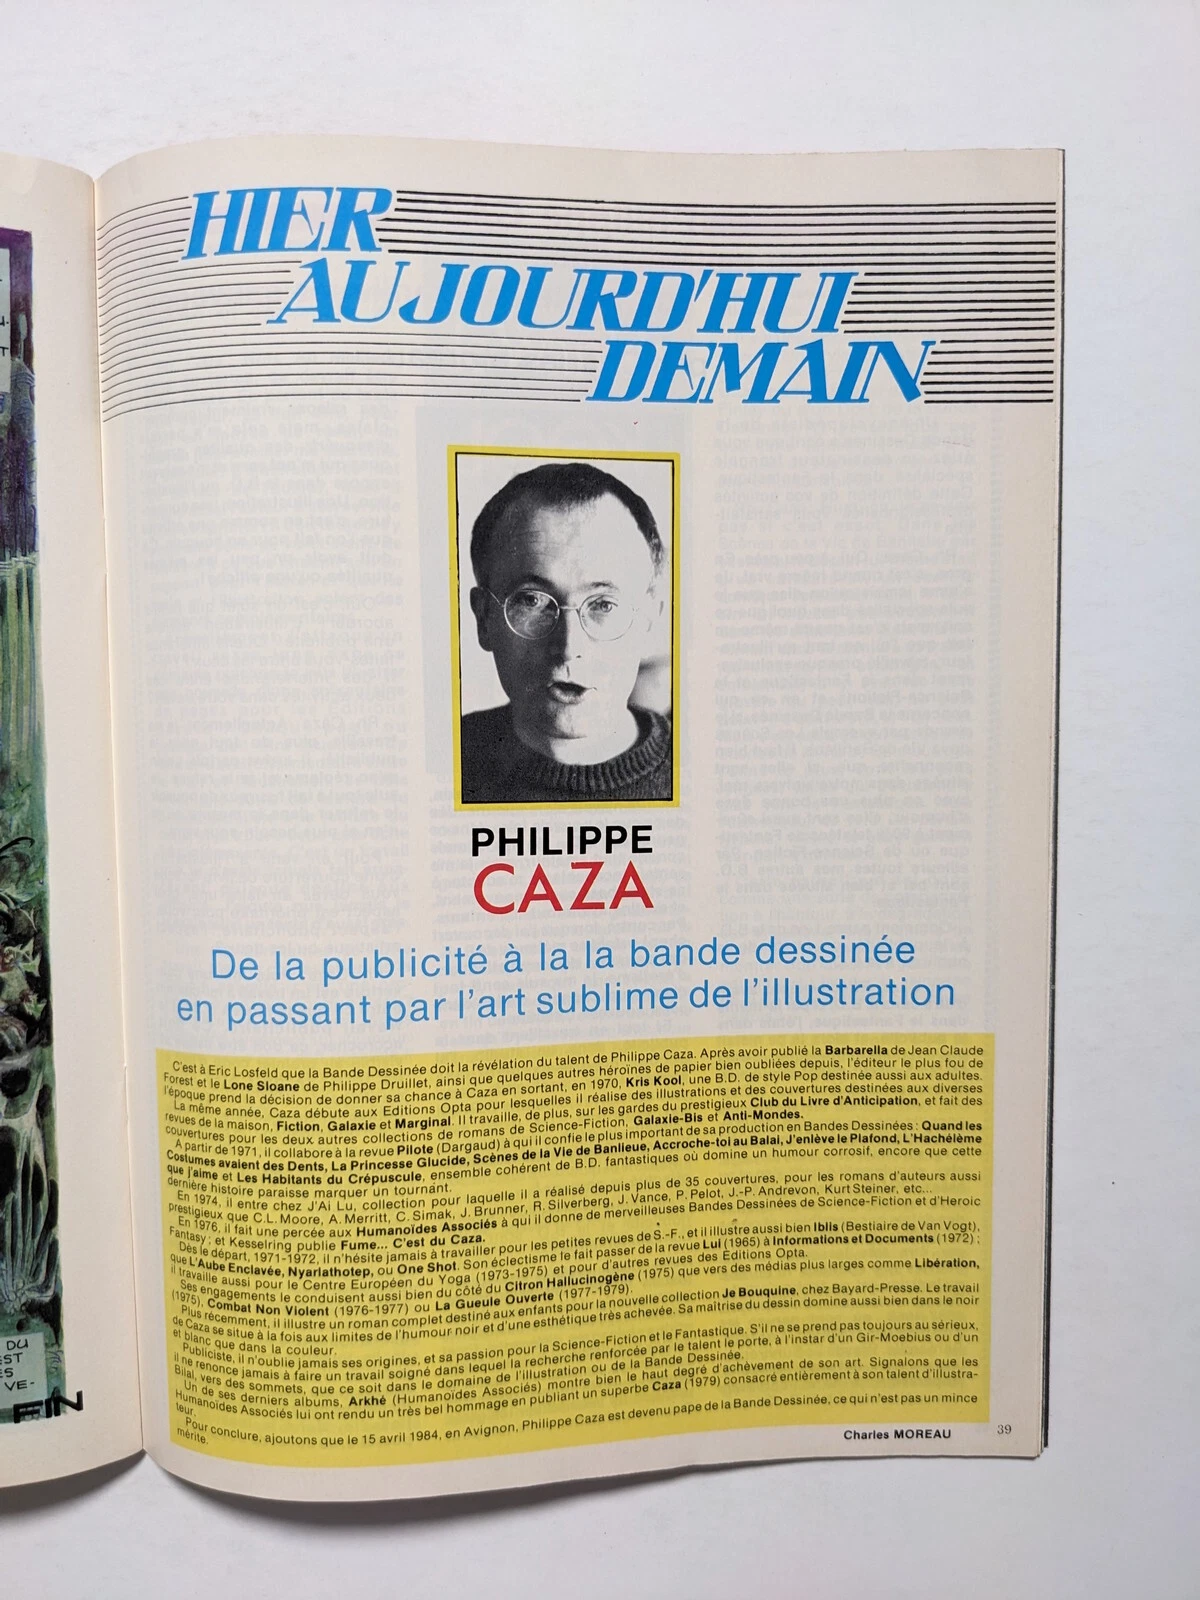 HIER
AUJOURD'HUI
DEMAIN
PHILIPPE
CAZA
De la publicité à la la bande dessinée
en passant par l'art sublime de l'illustration
C'est à Eric Losfeld que la Bande Dessinée doit la révélation du talent de Philippe Caza. Après avoir publié la Barbarella de Jean Claude
Forest et le Lone Sloane de Philippe Druillet, ainsi que quelques autres héroïnes de papier bien oubliées depuis, l'éditeur le plus fou de
l'époque prend la décision de donner sa chance à Caza en sortant, en 1970, Kris Kool, une B.D. de style Pop destinée aussi aux adultes.
La même année, Caza débute aux Editions Opta pour lesquelles il réalise des illustrations et des couvertures destinées aux diverses
revues de la maison, Fiction, Galaxie et Marginal. Il travaille, de plus, sur les gardes du prestigieux Club du Livre d'Anticipation, et fait des
couvertures pour les deux autres collections de romans de Science-Fiction, Galaxie-Bis et Anti-Mondes.
A partir de 1971, il collabore à la revue Pilote (Dargaud) à qui il confie le plus important de sa production en Bandes Dessinées : Quand les
Costumes avaient des Dents, La Princesse Glucide, Scènes de la Vie de Banlieue, Accroche-toi au Balai, J'enlève le Plafond, L'Hachélème
que j'aime et Les Habitants du Crépuscule, ensemble cohérent de B.D. fantastiques où domine un humour corrosif, encore que cette
dernière histoire paraisse marquer un tournant.
En 1974, il entre chez J'Ai Lu, collection pour laquelle il a réalisé depuis plus de 35 couvertures, pour les romans d'auteurs aussi
prestigieux que C.L. Moore, A. Merritt, C. Simak, J. Brunner, R. Silverberg, J. Vance, P. Pelot, J.-P. Andrevon, Kurt Steiner, etc...
En 1976, il fait une percée aux Humanoïdes Associés à qui il donne de merveilleuses Bandes Dessinées de Science-Fiction et d'Heroic
Fantasy ; et Kesselring publie Fume... C'est du Caza.
Dès le départ, 1971-1972, il n'hésite jamais à travailler pour les petites revues de S.-F., et il illustre aussi bien Iblis (Bestiaire de Van Vogt),
que L'Aube Enclavée, Nyarlathotep, ou One Shot. Son éclectisme le fait passer de la revue Lui (1965) à Informations et Documents (1972) ;
il travaille aussi pour le Centre Européen du Yoga (1973-1975) et pour d'autres revues des Editions Opta.
Ses engagements le conduisent aussi bien du côté du Citron Hallucinogène (1975) que vers des médias plus larges comme Libération,
(1975), Combat Non Violent (1976-1977) ou La Gueule Ouverte (1977-1979).
Plus récemment, il illustre un roman complet destiné aux enfants pour la nouvelle collection Je Bouquine, chez Bayard-Presse. Le travail
de Caza se situe à la fois aux limites de l'humour noir et d'une esthétique très achevée. Sa maîtrise du dessin domine aussi bien dans le noir
et blanc que dans la couleur.
Publiciste, il n'oublie jamais ses origines, et sa passion pour la Science-Fiction et le Fantastique. S'il ne se prend pas toujours au sérieux,
il ne renonce jamais à faire un travail soigné dans lequel la recherche renforcée par le talent le porte, à l'instar d'un Gir-Moebius ou d'un
Bilal, vers des sommets, que ce soit dans le domaine de l'illustration ou de la Bande Dessinée.
Un de ses derniers albums, Arkhê (Humanoïdes Associés) montre bien le haut degré d'achèvement de son art. Signalons que les
Humanoïdes Associés lui ont rendu un très bel hommage en publiant un superbe Caza (1979) consacré entièrement à son talent d'illustra-
teur.
Pour conclure, ajoutons que le 15 avril 1984, en Avignon, Philippe Caza est devenu pape de la Bande Dessinée, ce qui n'est pas un mince
mérite.
Charles MOREAU
39
DU
VE-
FIN